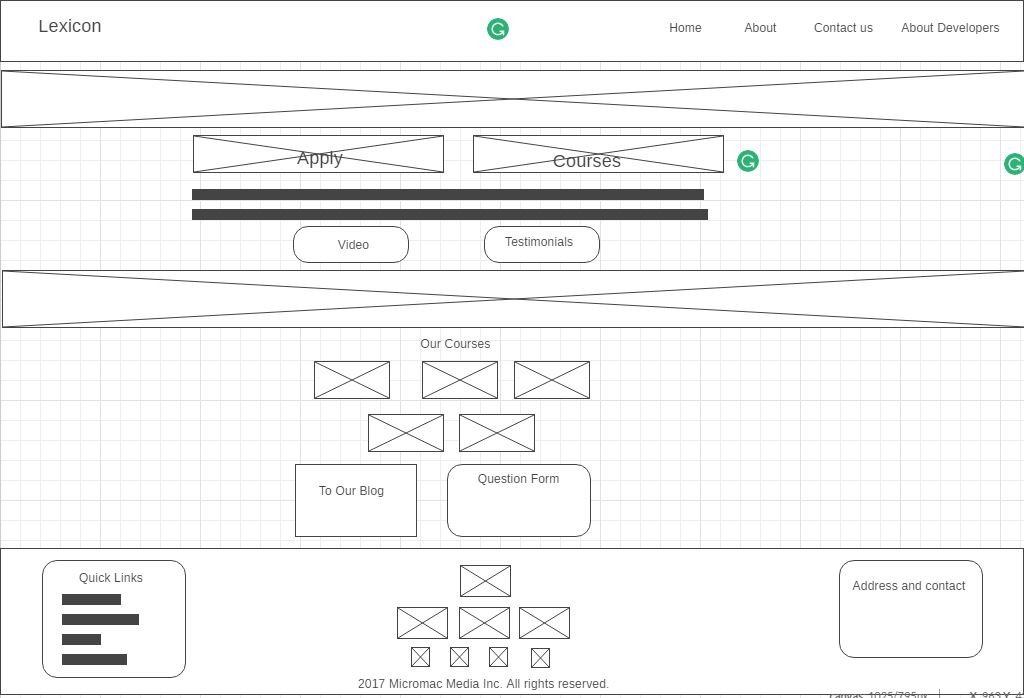 Lexicon
Home About Contact us About Developers
Apply Courses
Video Testimonials
Our Courses
To Our Blog
Question Form
Quick Links
Address and contact
2017 Micromac Media Inc. All rights reserved.